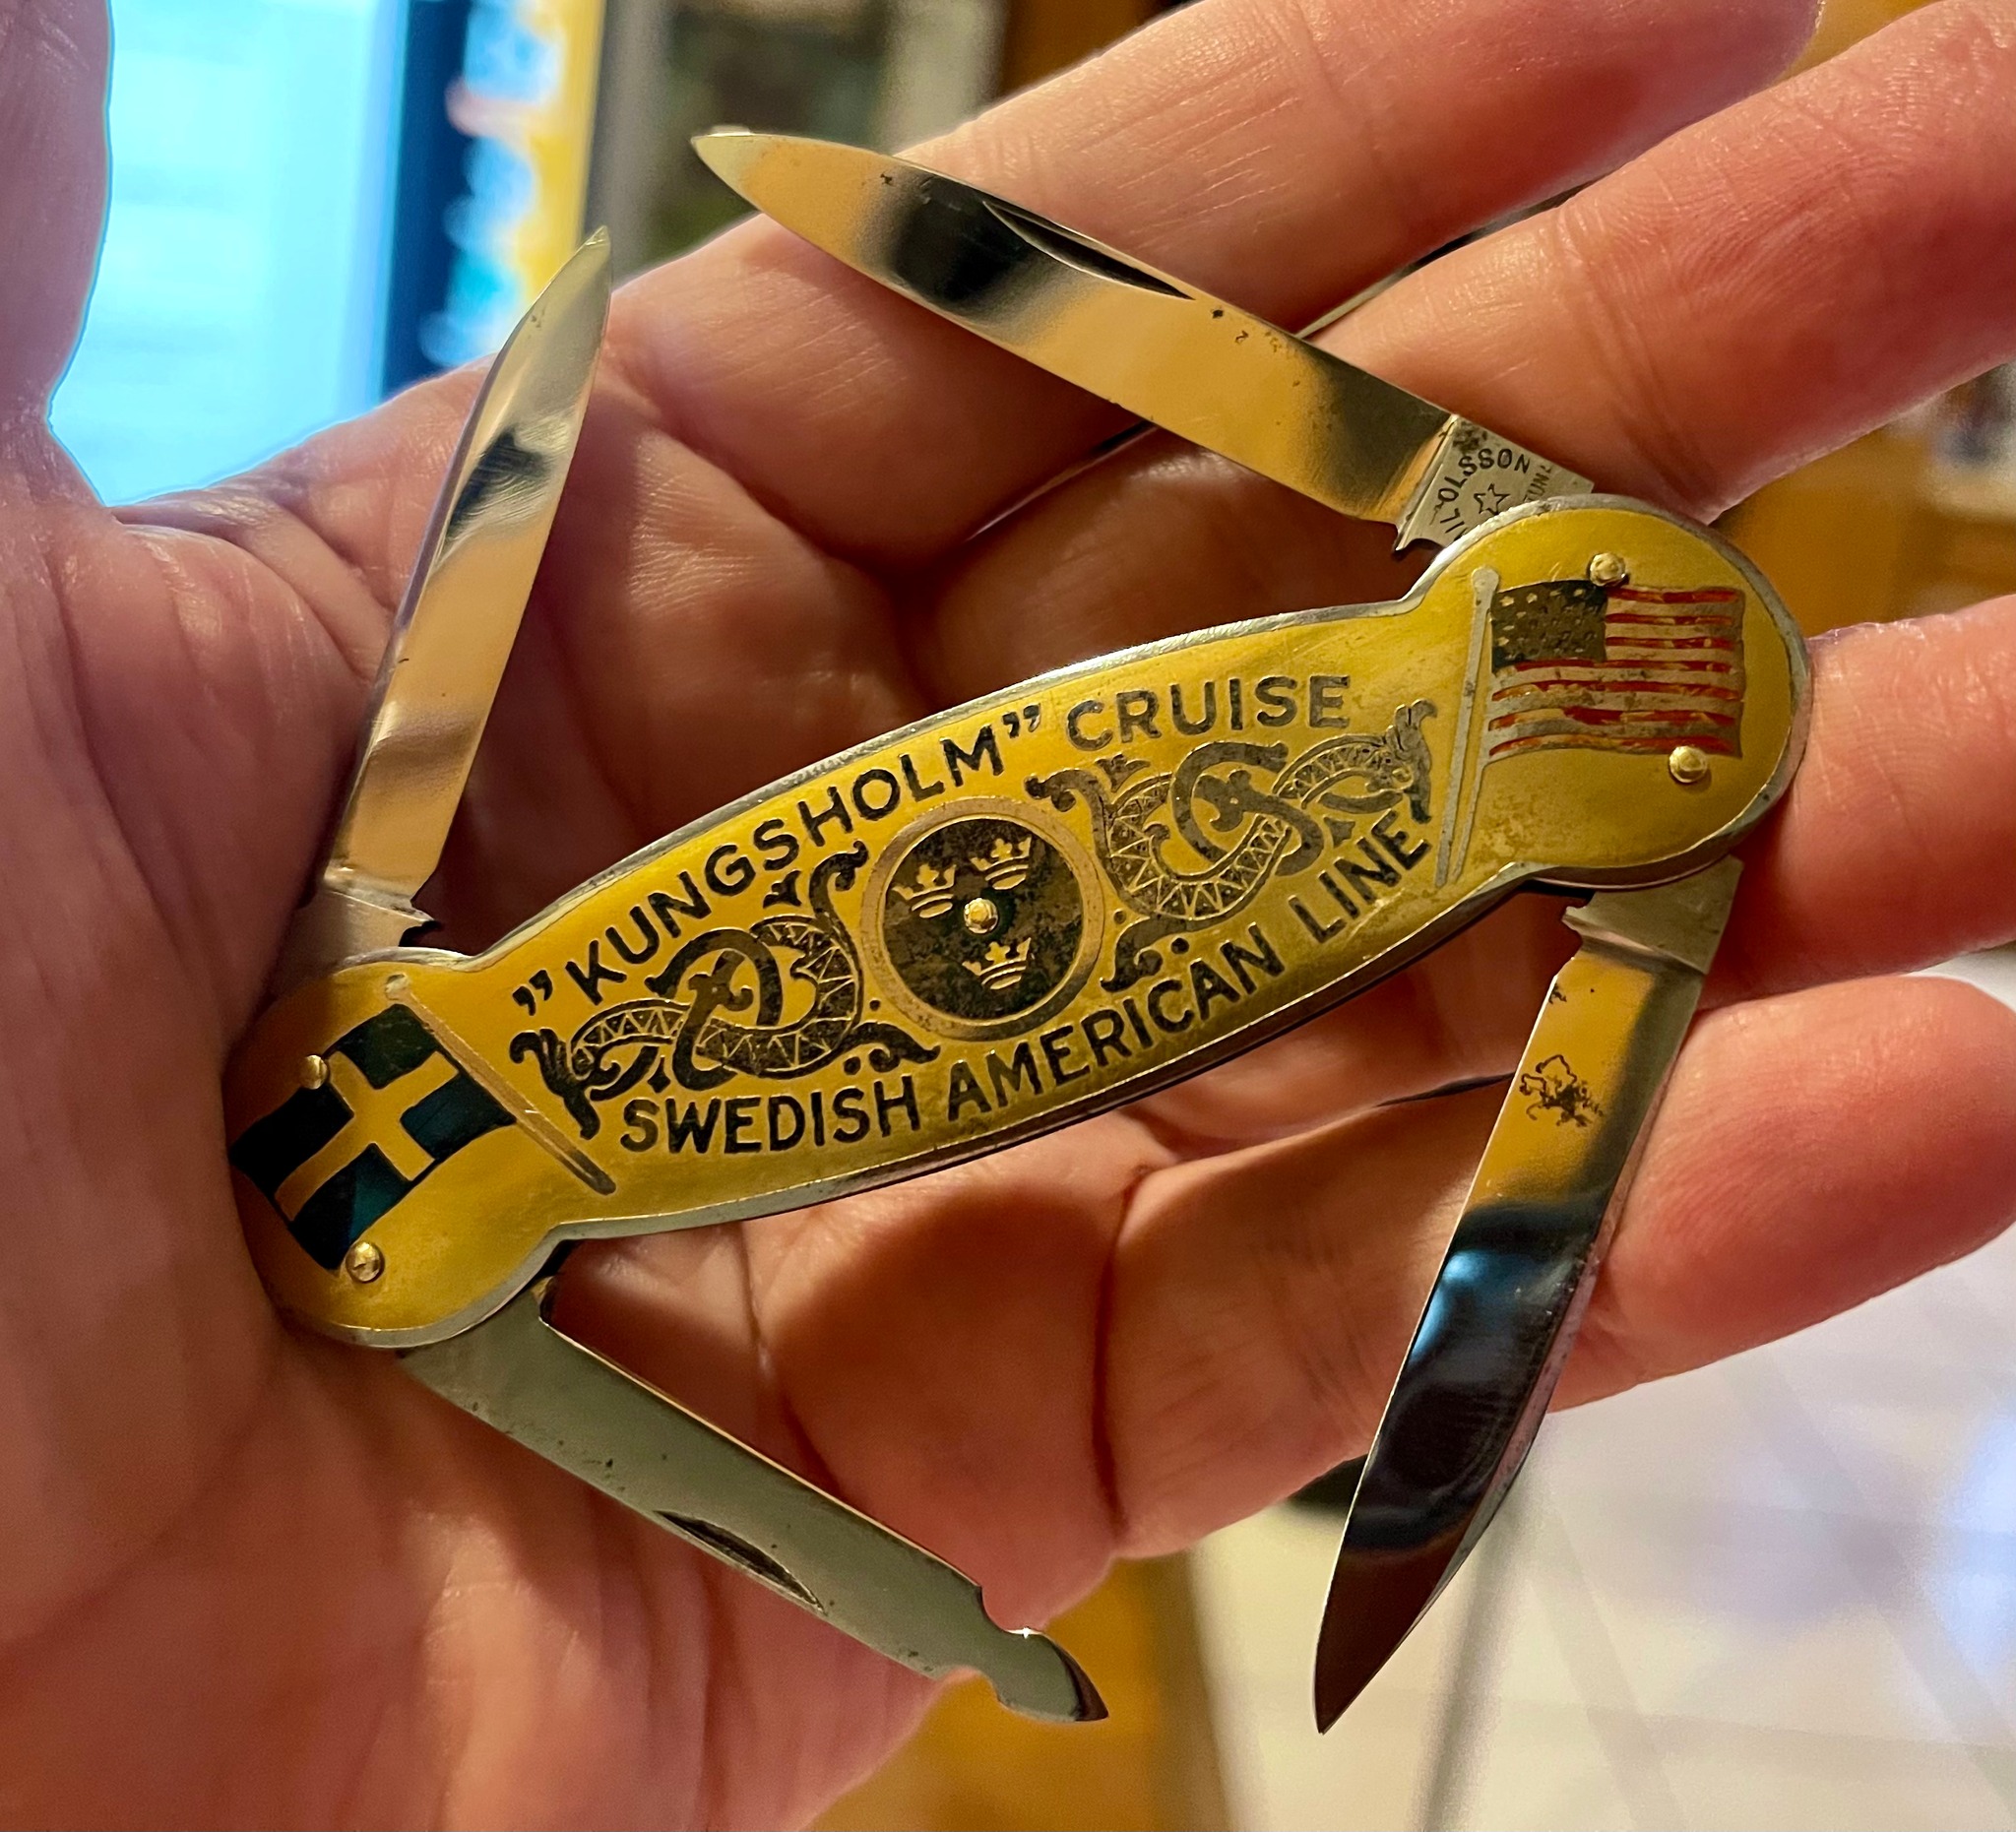 ”KUNGSHOLM” CRUISE
SWEDISH AMERICAN LINE
OLSSON